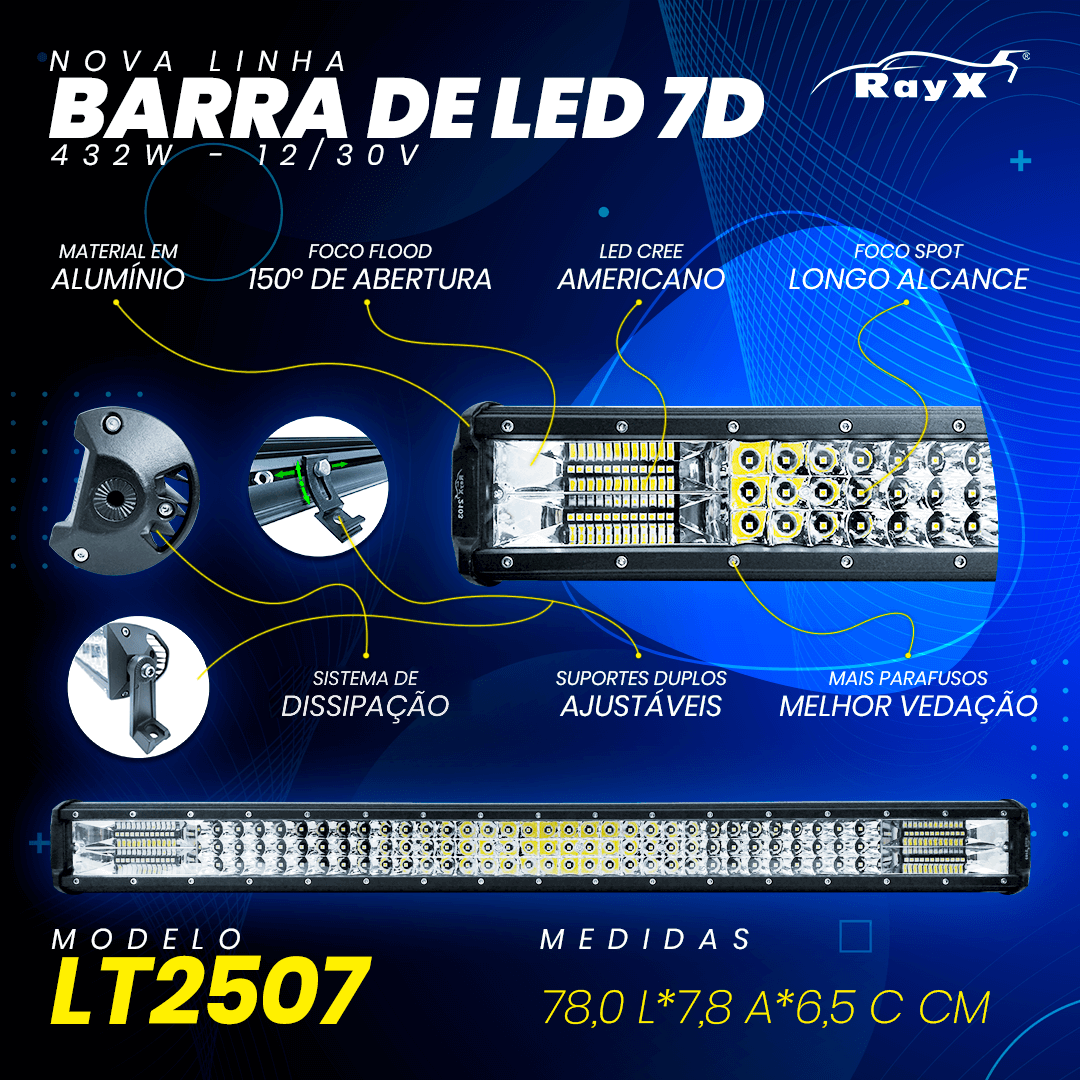 NOVA LINHA
BARRA DE LED 7D
432W - 12/30V
RayX®
MATERIAL EM
ALUMÍNIO
FOCO FLOOD
150º DE ABERTURA
LED CREE
AMERICANO
FOCO SPOT
LONGO ALCANCE
SISTEMA DE
DISSIPAÇÃO
SUPORTES DUPLOS
AJUSTÁVEIS
MAIS PARAFUSOS
MELHOR VEDAÇÃO
MODELO
LT2507
MEDIDAS
78,0 L*7,8 A*6,5 C CM